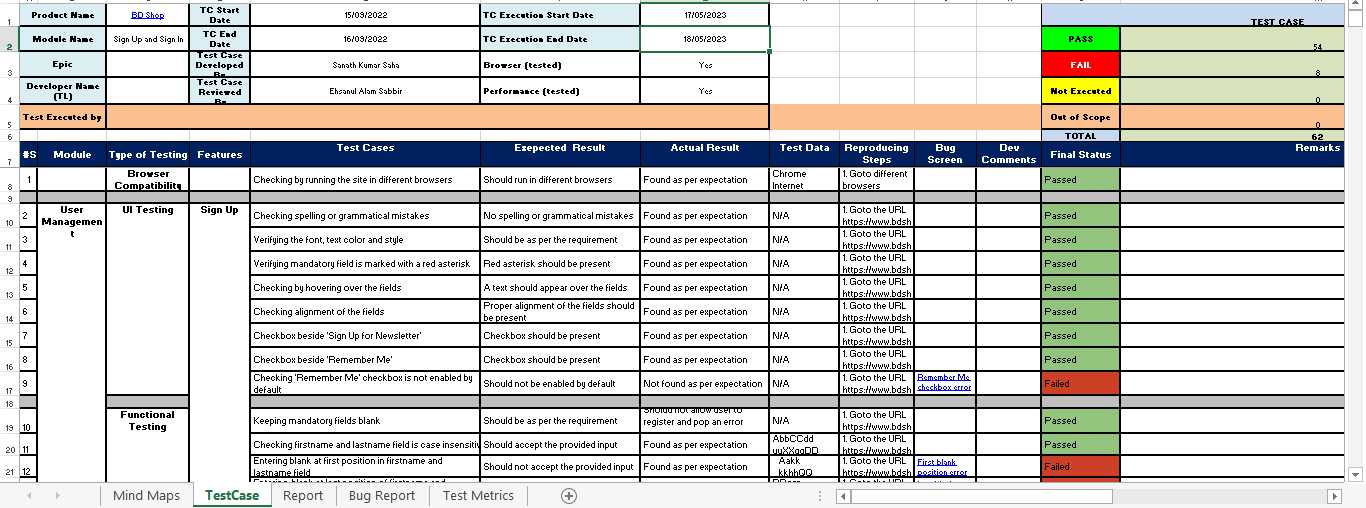 1 Product Name BD Shop TC Start Date 15/09/2022 TC Execution Start Date 17/05/2023 TEST CASE
2 Module Name Sign Up and Sign In TC End Date 16/09/2022 TC Execution End Date 18/05/2023 PASS 54
3 Epic Test Case Developed Sanath Kumar Saha Browser (tested) Yes FAIL 8
4 Developer Name (TL) Test Case Reviewed Ehsanul Alam Sabbir Performance (tested) Yes Not Executed 0
5 Test Executed by Out of Scope 0
6 TOTAL 62
7 #S Module Type of Testing Features Test Cases Exepected Result Actual Result Test Data Reproducing Steps Bug Screen Dev Comments Final Status Remarks
8 1 Browser Compatibility Checking by running the site in different browsers Should run in different browsers Found as per expectation Chrome Internet 1. Goto different browsers Passed
9
10 2 User Management UI Testing Sign Up Checking spelling or grammatical mistakes No spelling or grammatical mistakes Found as per expectation N/A 1. Goto the URL https://www.bdsh Passed
11 3 Verifying the font, text color and style Should be as per the requirement Found as per expectation N/A 1. Goto the URL https://www.bdsh Passed
12 4 Verifying mandatory field is marked with a red asterisk Red asterisk should be present Found as per expectation N/A 1. Goto the URL https://www.bdsh Passed
13 5 Checking by hovering over the fields A text should appear over the fields Found as per expectation N/A 1. Goto the URL https://www.bdsh Passed
14 6 Checking alignment of the fields Proper alignment of the fields should be present Found as per expectation N/A 1. Goto the URL https://www.bdsh Passed
15 7 Checkbox beside 'Sign Up for Newsletter' Checkbox should be present Found as per expectation N/A 1. Goto the URL https://www.bdsh Passed
16 8 Checkbox beside 'Remember Me' Checkbox should be present Found as per expectation N/A 1. Goto the URL https://www.bdsh Passed
17 9 Checking 'Remember Me' checkbox is not enabled by default Should not be enabled by default Not found as per expectation N/A 1. Goto the URL https://www.bdsh Remember Me checkbox error Failed
18
19 10 Functional Testing Keeping mandatory fields blank Should be as per the requirement Should not allow user to register and pop an error N/A 1. Goto the URL https://www.bdsh Passed
20 11 Checking firstname and lastname field is case insensitiv Should accept the provided input Found as per expectation AbbCCdd uuXXqqDD 1. Goto the URL https://www.bdsh Passed
21 12 Entering blank at first position in firstname and lastname field Should not accept the provided input Found as per expectation Aakk kkhhQQ 1. Goto the URL https://www.bdsh First blank position error Failed
Mind Maps TestCase Report Bug Report Test Metrics